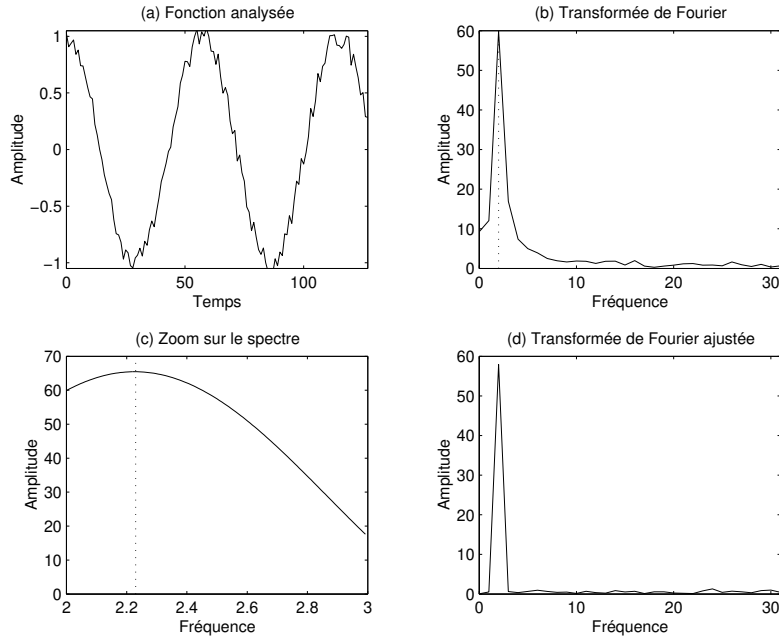 (a) Fonction analysée
1
0.5
0
−0.5
−1
Amplitude
0 50 100
Temps
(b) Transformée de Fourier
60
50
40
30
20
10
0
Amplitude
0 10 20 30
Fréquence
(c) Zoom sur le spectre
70
60
50
40
30
20
10
0
Amplitude
2 2.2 2.4 2.6 2.8 3
Fréquence
(d) Transformée de Fourier ajustée
60
50
40
30
20
10
0
Amplitude
0 10 20 30
Fréquence